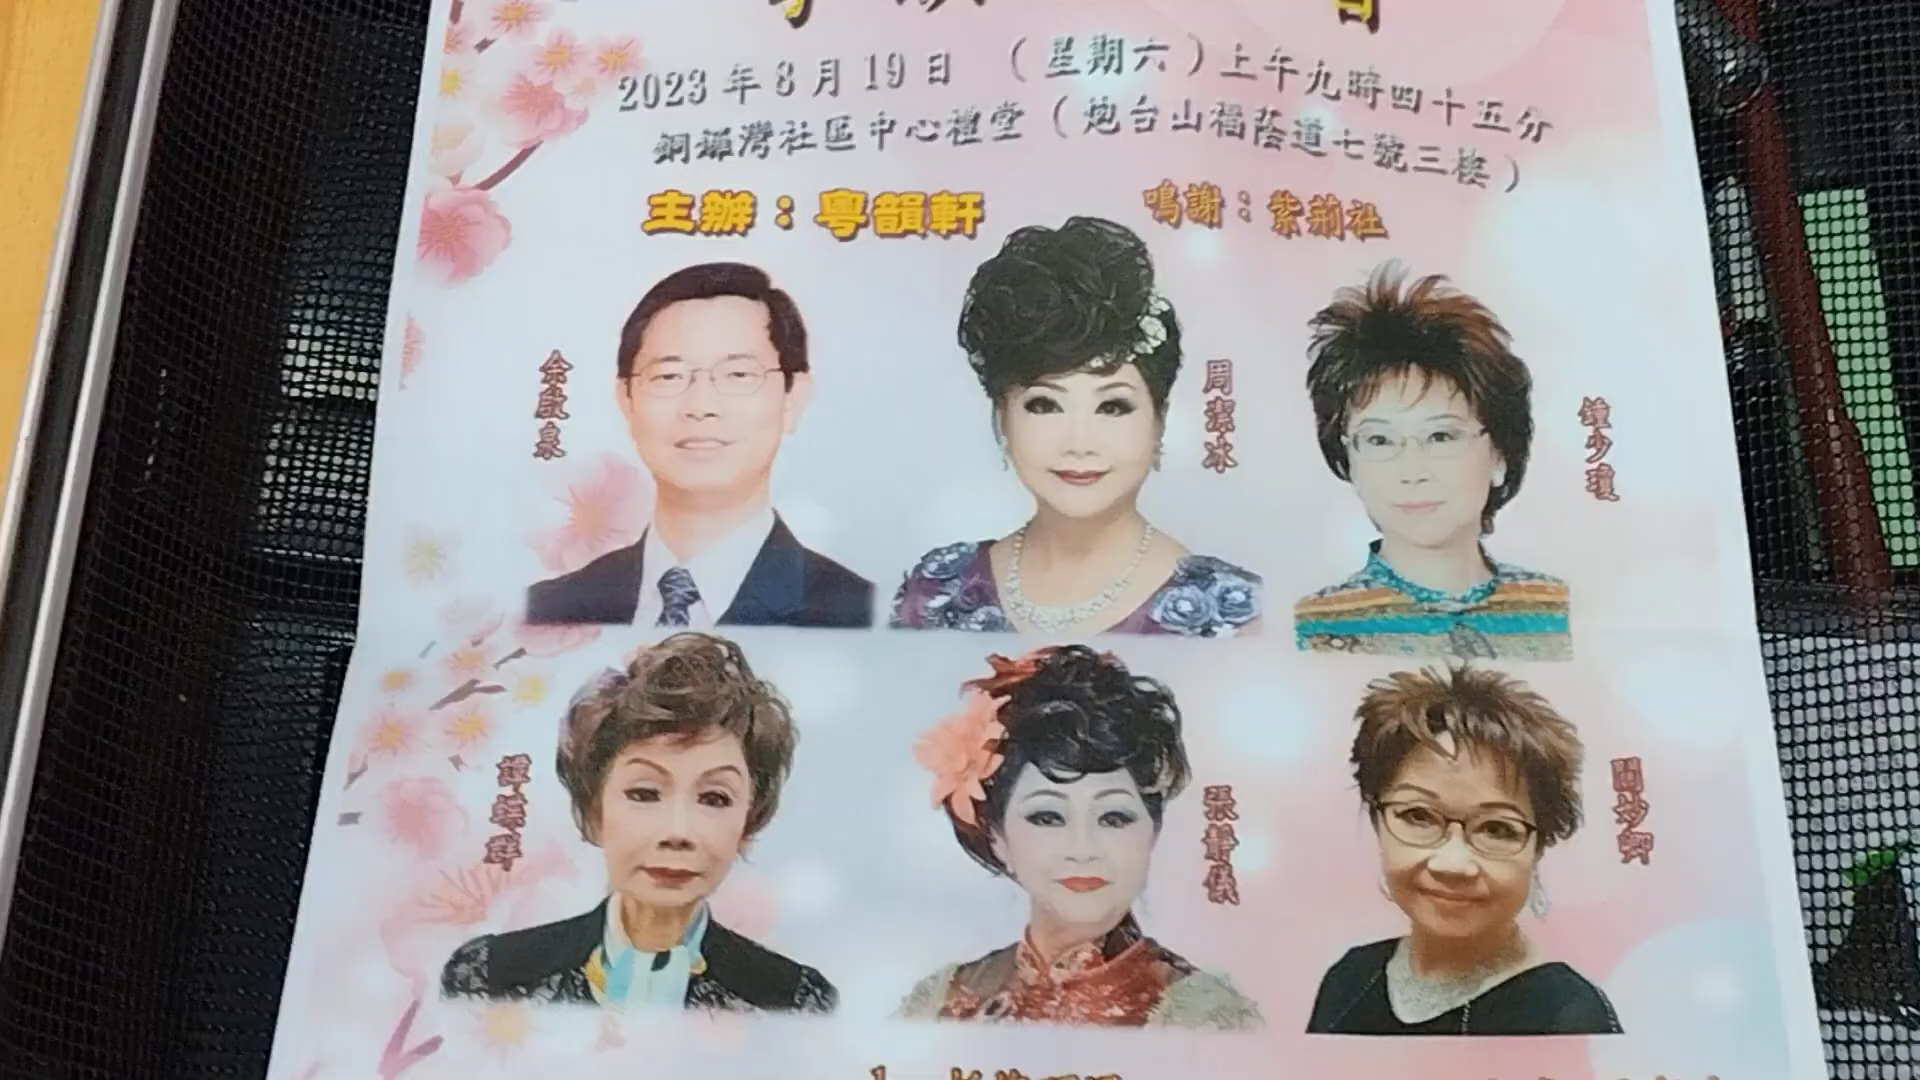 2023年8月19日 （星期六）上午九時四十五分
銅鑼灣社區中心禮堂（炮台山福蔭道七號三樓）
主辦：粵韻軒
鳴謝：紫荊社
余啟泉
周潔冰
鍾少瓊
譚蝶群
張靜儀
關妙卿